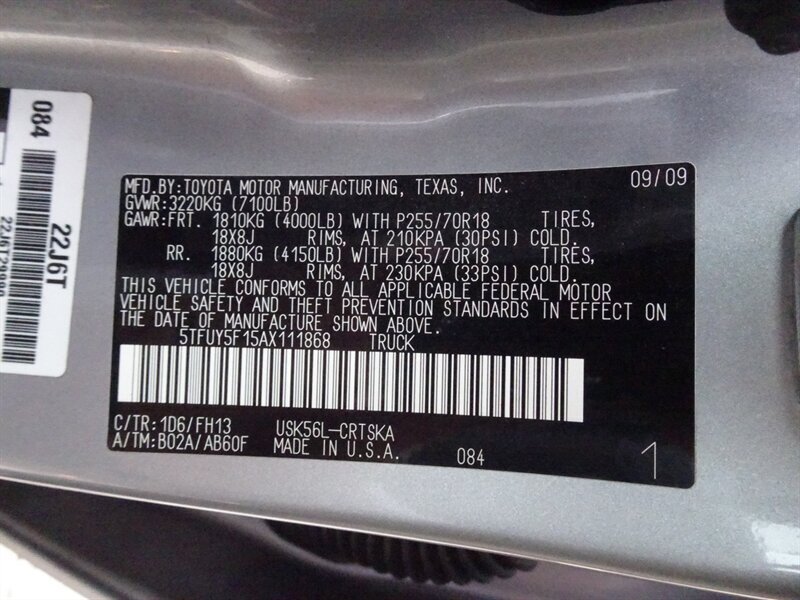 MFD.BY:TOYOTA MOTOR MANUFACTURING, TEXAS, INC. 09/09
GVWR:3220KG (7100LB)
GAWR:FRT. 1810KG (4000LB) WITH P255/70R18 TIRES,
18X8J RIMS, AT 210KPA (30PSI) COLD.
RR. 1880KG (4150LB) WITH P255/70R18 TIRES,
18X8J RIMS, AT 230KPA (33PSI) COLD.
THIS VEHICLE CONFORMS TO ALL APPLICABLE FEDERAL MOTOR
VEHICLE SAFETY AND THEFT PREVENTION STANDARDS IN EFFECT ON
THE DATE OF MANUFACTURE SHOWN ABOVE.
5TFUY5F15AX111868 TRUCK
C/TR:1D6/FH13 USK56L-CRTSKA
A/TM:B02A/AB60F MADE IN U.S.A. 084 1
084
22J6T